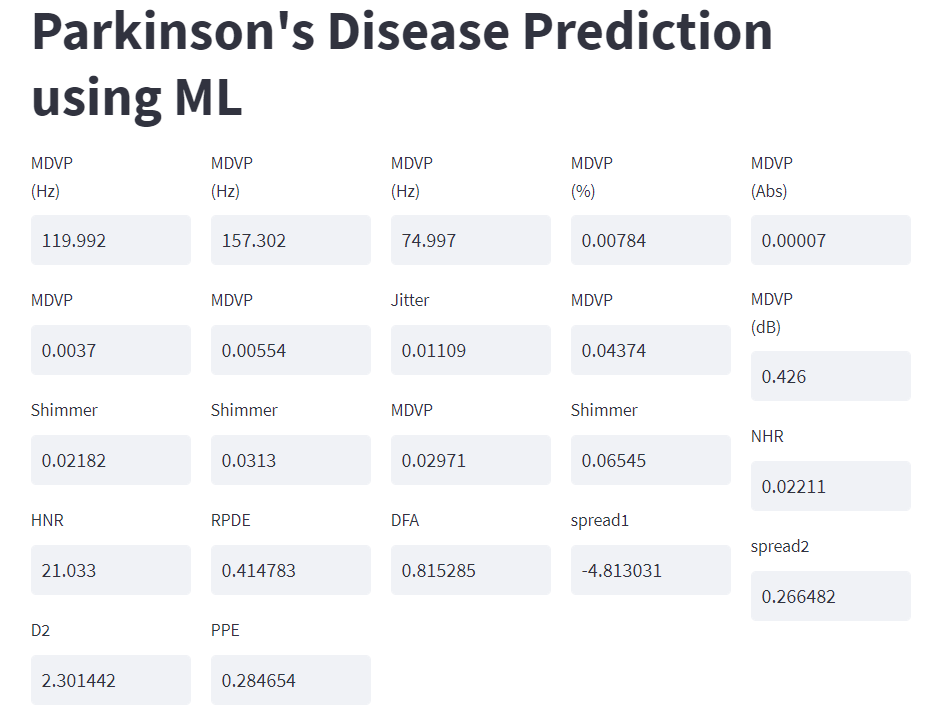 Parkinson's Disease Prediction
using ML
MDVP
(Hz)
119.992
MDVP
(Hz)
157.302
MDVP
(Hz)
74.997
MDVP
(%)
0.00784
MDVP
(Abs)
0.00007
MDVP
0.0037
MDVP
0.00554
Jitter
0.01109
MDVP
0.04374
MDVP
(dB)
0.426
Shimmer
0.02182
Shimmer
0.0313
MDVP
0.02971
Shimmer
0.06545
NHR
0.02211
HNR
21.033
RPDE
0.414783
DFA
0.815285
spread1
-4.813031
spread2
0.266482
D2
2.301442
PPE
0.284654